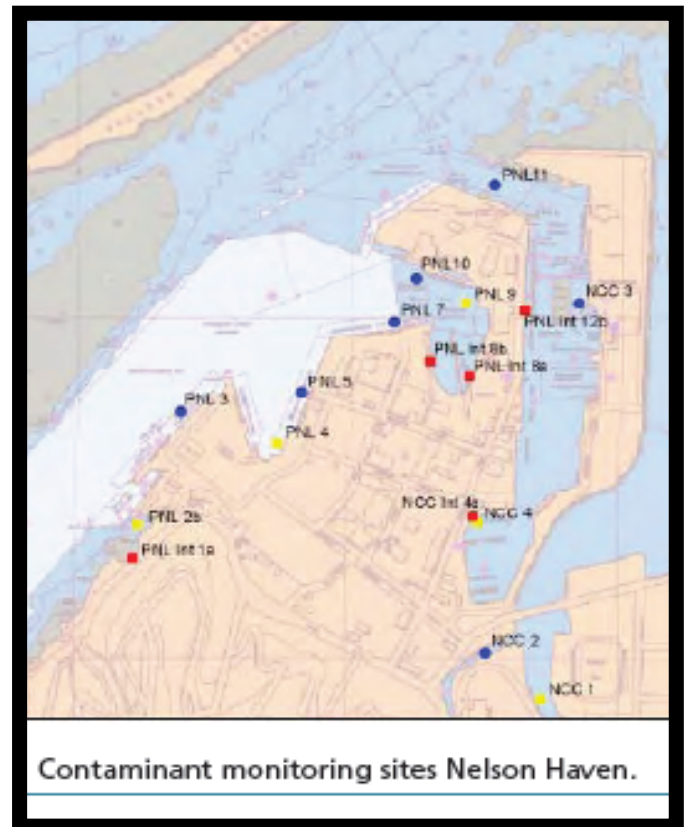 PNL11
PNL10
PNL 9
NCC 3
PNL 7
PNL Int 12b
PNL Int 8b
PNL Int 8a
PNL 5
PNL 3
PNL 4
NCC Int 4a
NCC 4
PNL 2b
PNL Int 1a
NCC 2
NCC 1
Contaminant monitoring sites Nelson Haven.